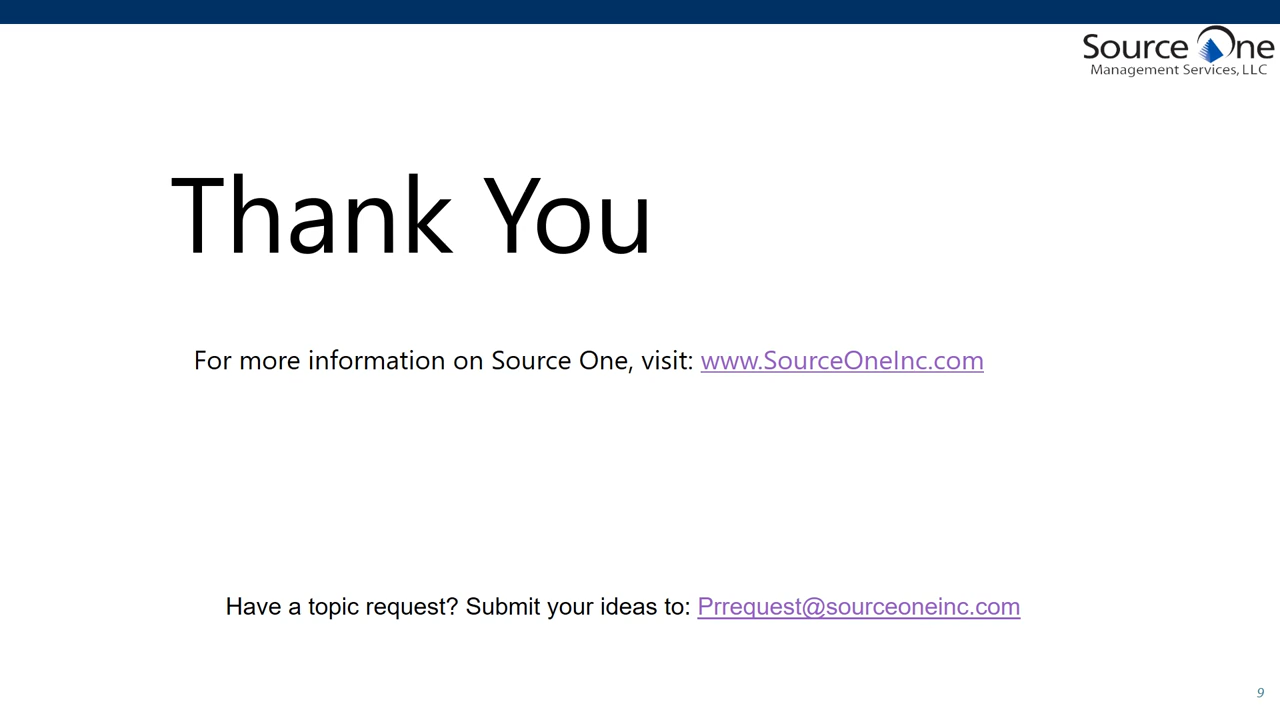 Source One
Management Services, LLC
Thank You
For more information on Source One, visit: www.SourceOneInc.com
Have a topic request? Submit your ideas to: Prrequest@sourceoneinc.com
9